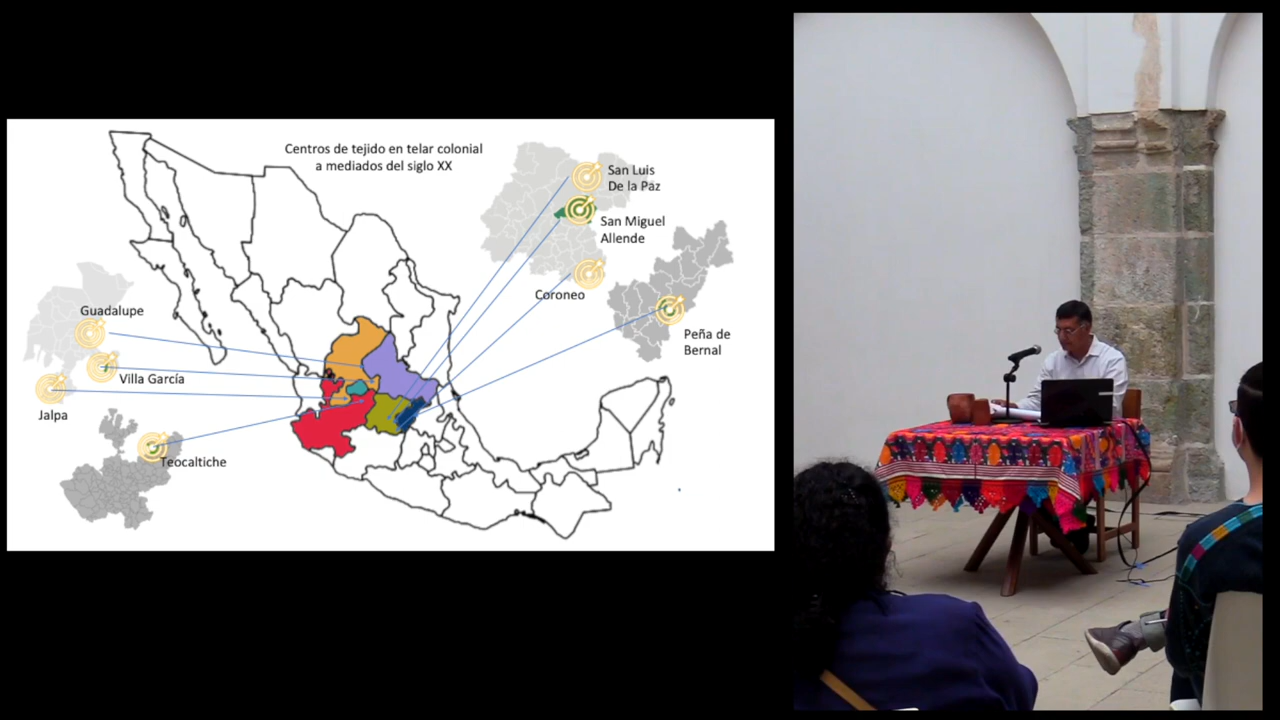 Centros de tejido en telar colonial
a mediados del siglo XX
San Luis
De la Paz
San Miguel
Allende
Coroneo
Peña de
Bernal
Guadalupe
Villa García
Jalpa
Teocaltiche